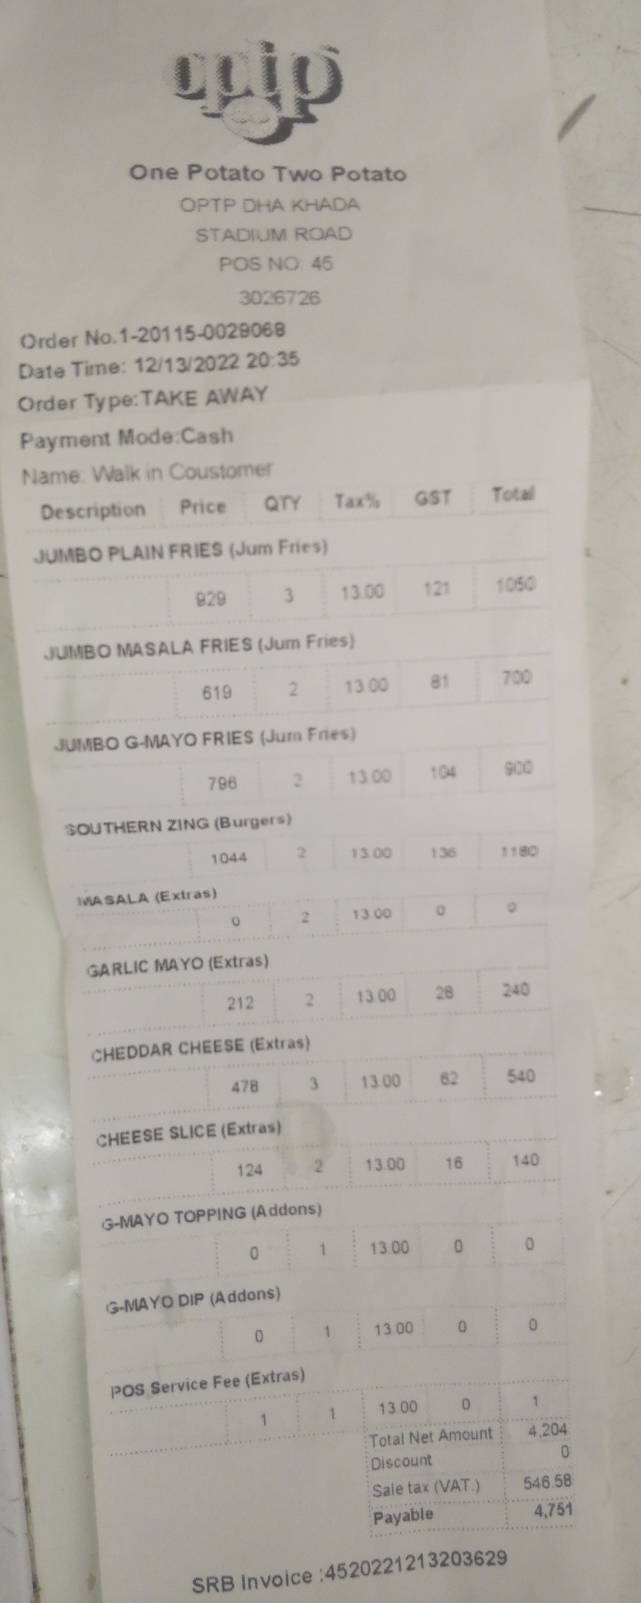 optp
One Potato Two Potato
OPTP DHA KHADA
STADIUM ROAD
POS NO. 45
3026726
Order No.1-20115-0029068
Date Time: 12/13/2022 20:35
Order Type:TAKE AWAY
Payment Mode:Cash
Name: Walk in Coustomer
Description Price QTY Tax% GST Total
JUMBO PLAIN FRIES (Jum Fries)
929 3 13.00 121 1050
JUMBO MASALA FRIES (Jum Fries)
619 2 13.00 81 700
JUMBO G-MAYO FRIES (Jum Fries)
796 2 13.00 104 900
SOUTHERN ZING (Burgers)
1044 2 13.00 136 1180
MASALA (Extras)
0 2 13.00 0 0
GARLIC MAYO (Extras)
212 2 13.00 28 240
CHEDDAR CHEESE (Extras)
478 3 13.00 62 540
CHEESE SLICE (Extras)
124 2 13.00 16 140
G-MAYO TOPPING (Addons)
0 1 13.00 0 0
G-MAYO DIP (Addons)
0 1 13.00 0 0
POS Service Fee (Extras)
1 1 13.00 0 1
Total Net Amount 4,204
Discount 0
Sale tax (VAT.) 546.58
Payable 4,751
SRB Invoice :4520221213203629